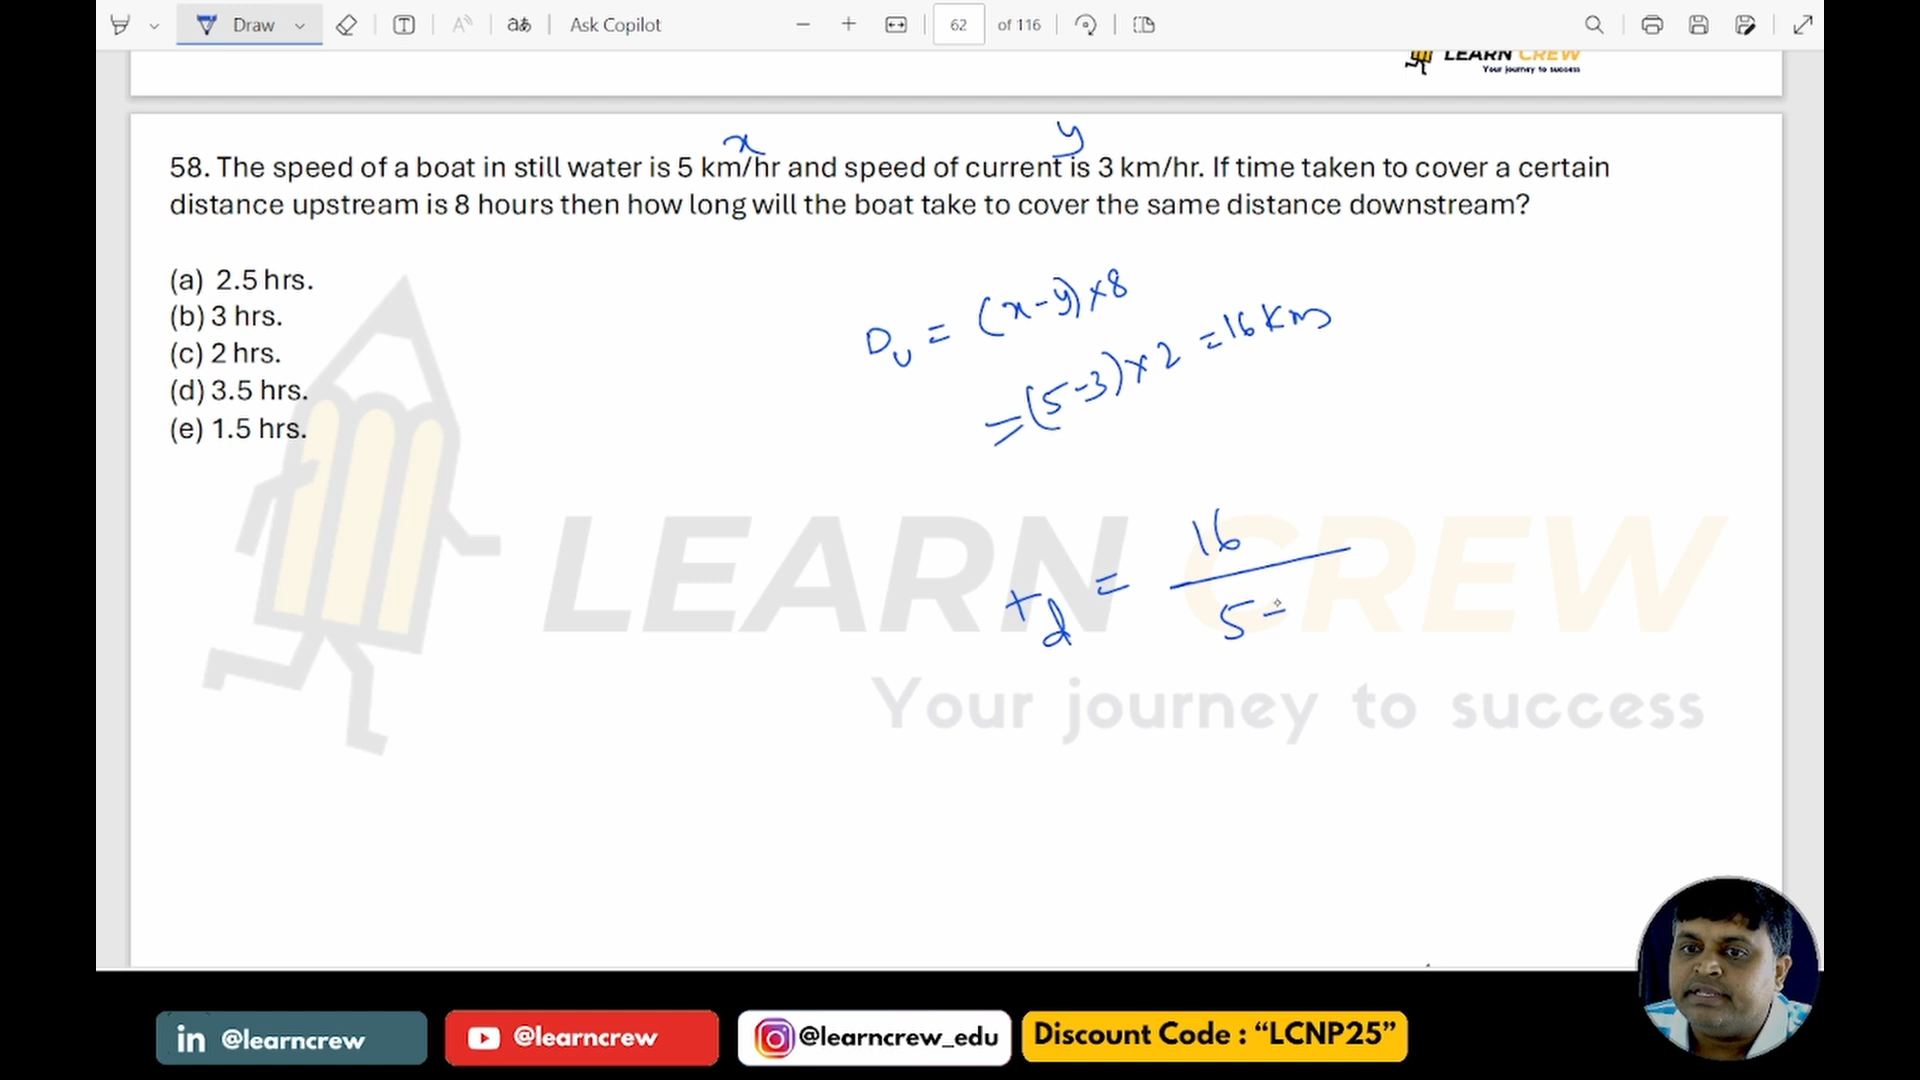 Draw
Ask Copilot
62 of 116
LEARN CREW
Your journey to success
x y
58. The speed of a boat in still water is 5 km/hr and speed of current is 3 km/hr. If time taken to cover a certain
distance upstream is 8 hours then how long will the boat take to cover the same distance downstream?
(a) 2.5 hrs.
(b) 3 hrs.
(c) 2 hrs.
(d) 3.5 hrs.
(e) 1.5 hrs.
D_U = (x-y)×8
=(5-3)×2 =16 Km
t_d = 16
5 -
LEARN CREW
Your journey to success
in @learncrew
@learncrew
@learncrew_edu
Discount Code : “LCNP25”